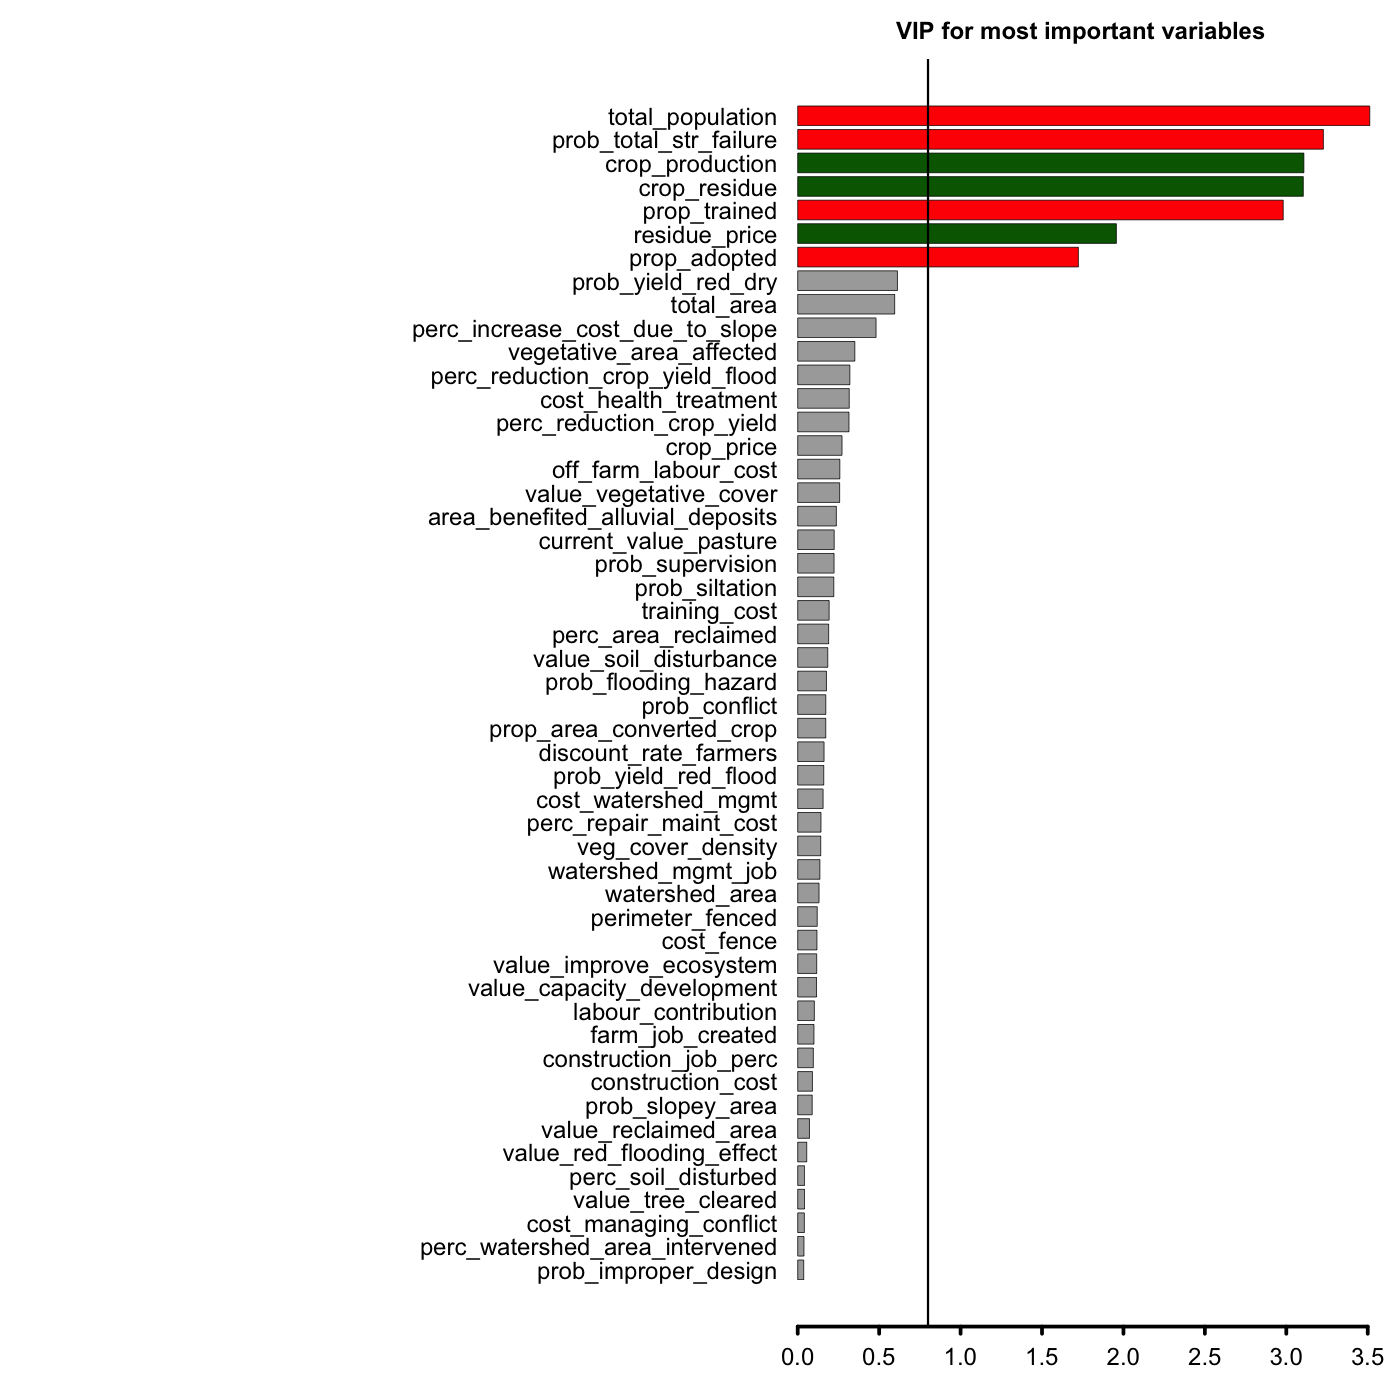 VIP for most important variables
total_population
prob_total_str_failure
crop_production
crop_residue
prop_trained
residue_price
prop_adopted
prob_yield_red_dry
total_area
perc_increase_cost_due_to_slope
vegetative_area_affected
perc_reduction_crop_yield_flood
cost_health_treatment
perc_reduction_crop_yield
crop_price
off_farm_labour_cost
value_vegetative_cover
area_benefited_alluvial_deposits
current_value_pasture
prob_supervision
prob_siltation
training_cost
perc_area_reclaimed
value_soil_disturbance
prob_flooding_hazard
prob_conflict
prop_area_converted_crop
discount_rate_farmers
prob_yield_red_flood
cost_watershed_mgmt
perc_repair_maint_cost
veg_cover_density
watershed_mgmt_job
watershed_area
perimeter_fenced
cost_fence
value_improve_ecosystem
value_capacity_development
labour_contribution
farm_job_created
construction_job_perc
construction_cost
prob_slopey_area
value_reclaimed_area
value_red_flooding_effect
perc_soil_disturbed
value_tree_cleared
cost_managing_conflict
perc_watershed_area_intervened
prob_improper_design
0.0 0.5 1.0 1.5 2.0 2.5 3.0 3.5